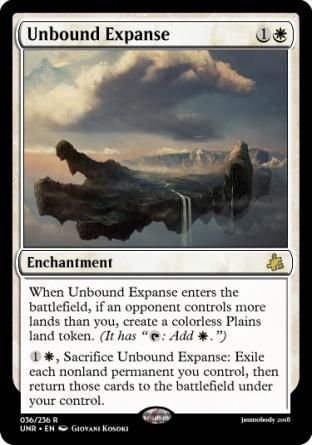 Unbound Expanse 1
Enchantment
When Unbound Expanse enters the
battlefield, if an opponent controls more
lands than you, create a colorless Plains
land token. (It has “: Add .”)
1 , Sacrifice Unbound Expanse: Exile
each nonland permanent you control, then
return those cards to the battlefield under
your control.
036/236 R
UNR • EN Giovani Kosoki
justnobody 2018